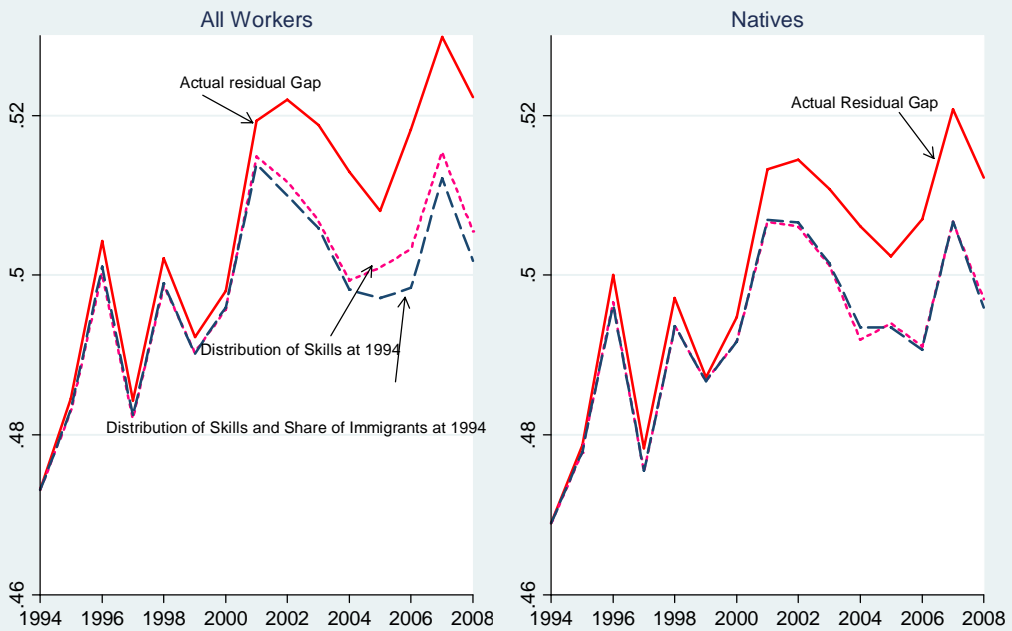 All Workers
Natives
.52
.5
.48
.46
Actual residual Gap
Distribution of Skills at 1994
Distribution of Skills and Share of Immigrants at 1994
1994 1996 1998 2000 2002 2004 2006 2008
.52
.5
.48
.46
Actual Residual Gap
1994 1996 1998 2000 2002 2004 2006 2008